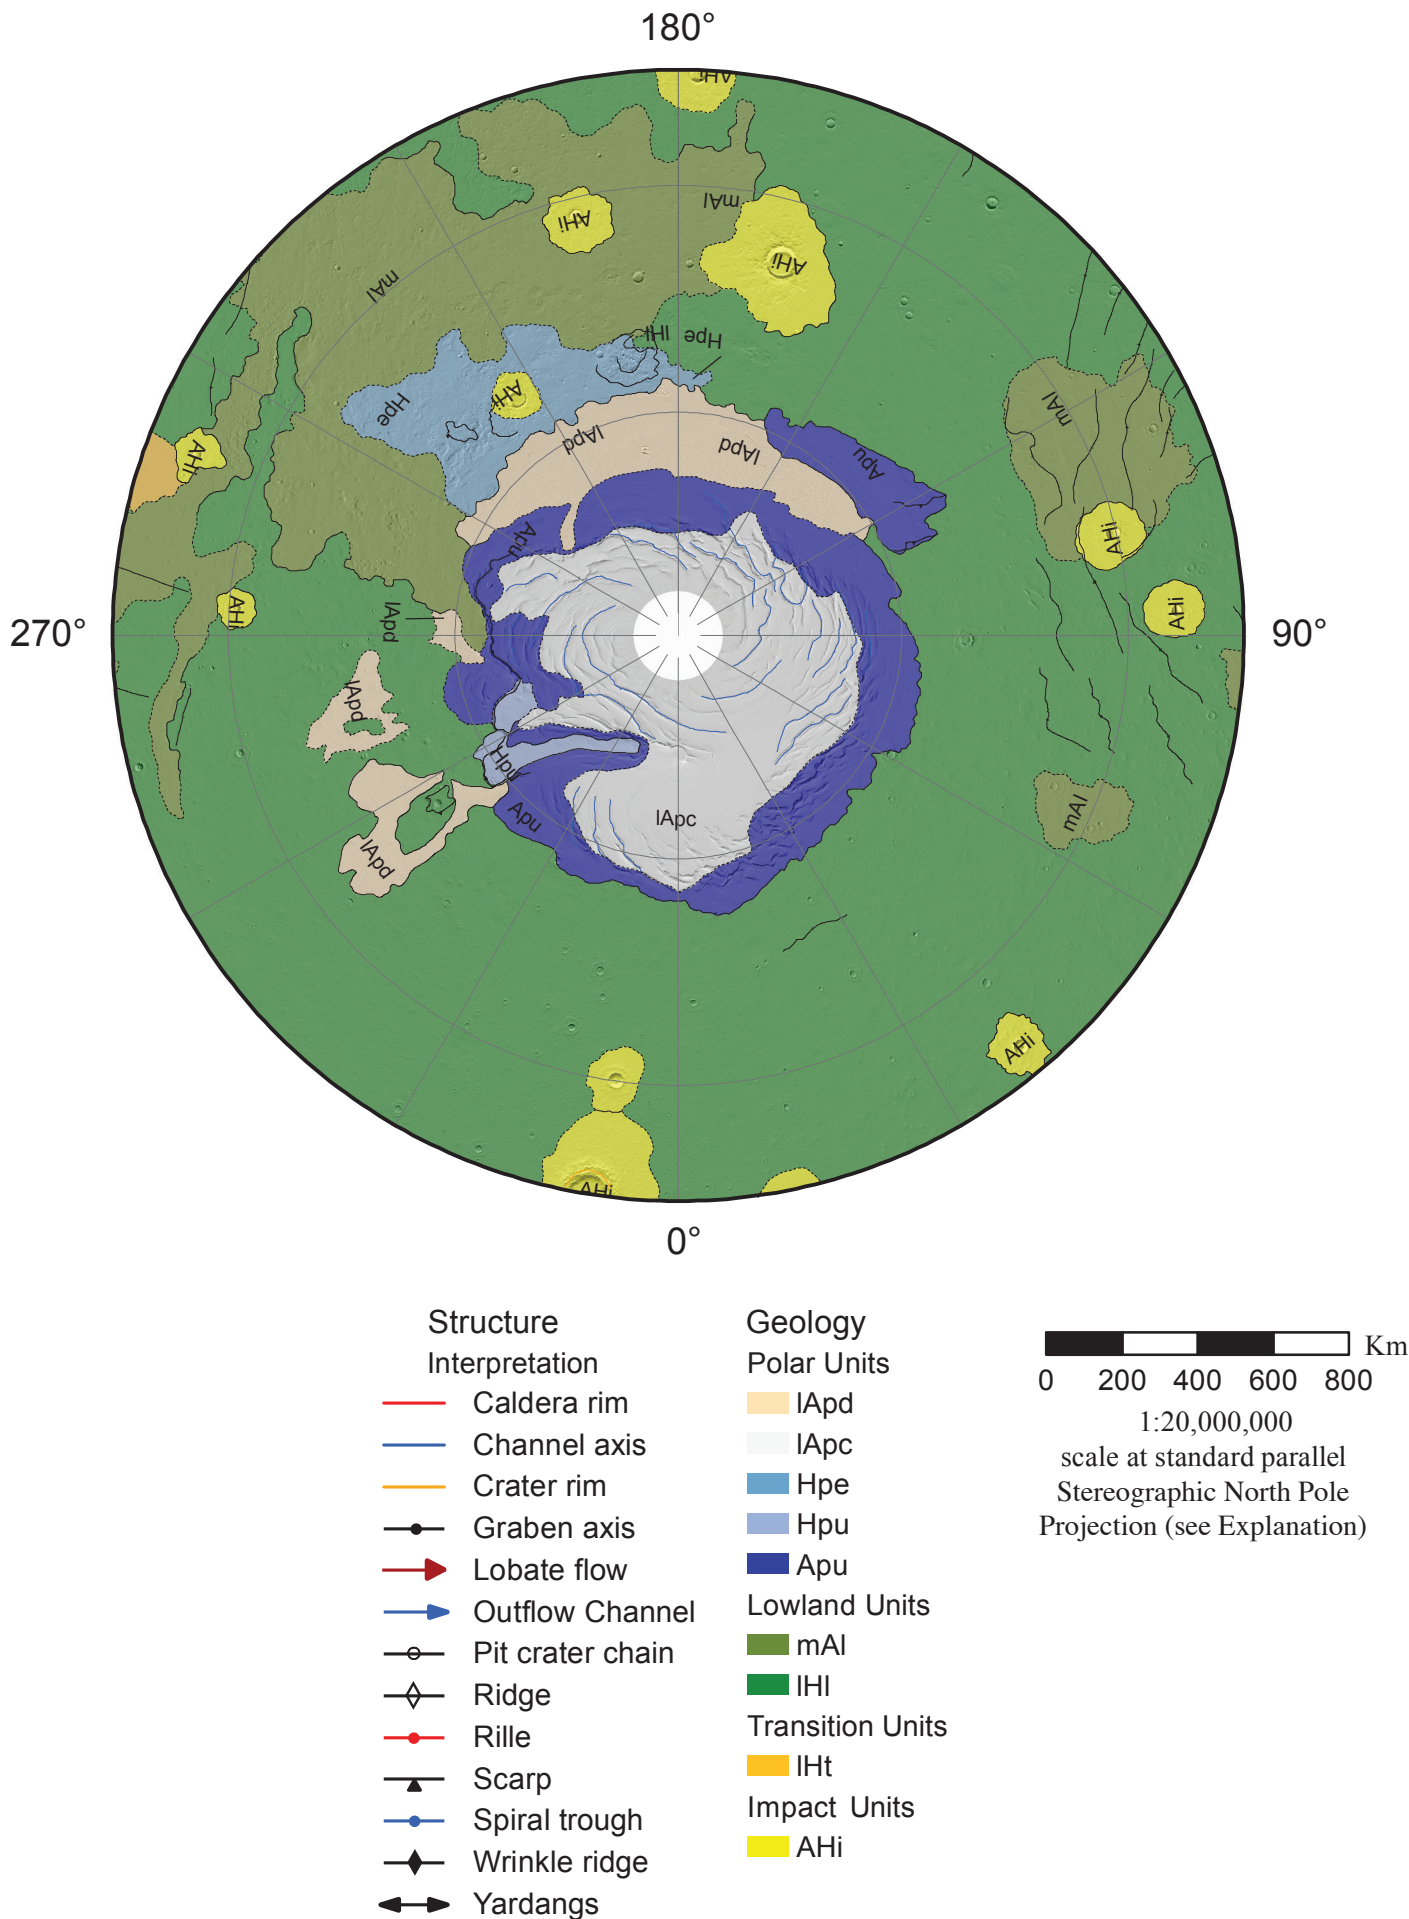 180°
AHi
mAl
AHi
AHi
mAl
lHl Hpe
AHi
Hpe
mAl
lApd
lApd
Apu
AHi
Apu
AHi
lApd
AHi
AHi
270°
90°
lApd
Hpu
mAl
Apu
lApc
lApd
AHi
AHi
0°
Structure
Interpretation
Caldera rim
Channel axis
Crater rim
Graben axis
Lobate flow
Outflow Channel
Pit crater chain
Ridge
Rille
Scarp
Spiral trough
Wrinkle ridge
Yardangs
Geology
Polar Units
lApd
lApc
Hpe
Hpu
Apu
Lowland Units
mAl
lHl
Transition Units
lHt
Impact Units
AHi
Km
0 200 400 600 800
1:20,000,000
scale at standard parallel
Stereographic North Pole
Projection (see Explanation)